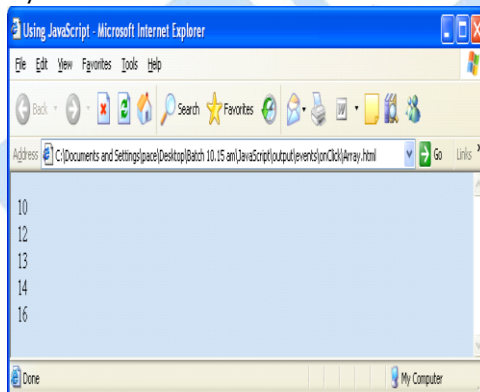 Using JavaScript - Microsoft Internet Explorer
File Edit View Favorites Tools Help
Back Search Favorites
Address C:\Documents and Settings\pace\Desktop\Batch 10.15 am\JavaScript\output\events\onClick\Array.html Go Links »
10
12
13
14
16
Done My Computer